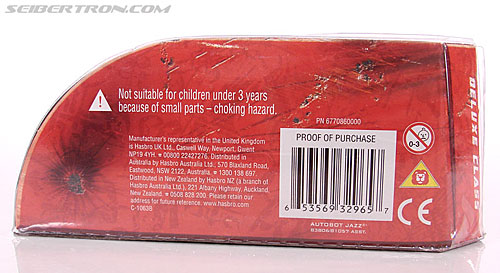 SEIBERTRON.COM
Not suitable for children under 3 years
because of small parts – choking hazard.
PN 6770860000
Manufacturer's representative in the United Kingdom
is Hasbro UK Ltd., Caswell Way, Newport, Gwent
NP19 4YH. ☎ 00800 22427276. Distributed in
Australia by Hasbro Australia Ltd., 570 Blaxland Road,
Eastwood, NSW 2122, Australia. ☎ 1300 138 697.
Distributed in New Zealand by Hasbro NZ (a branch of
Hasbro Australia Ltd.), 221 Albany Highway, Auckland,
New Zealand. ☎ 0508 828 200. Please retain our
address for future reference. www.hasbro.com
C-1063B
PROOF OF PURCHASE
6 53569 32965 7
AUTOBOT JAZZ
83806/81057 ASST.
0-3
CE
DELUXE CLASS